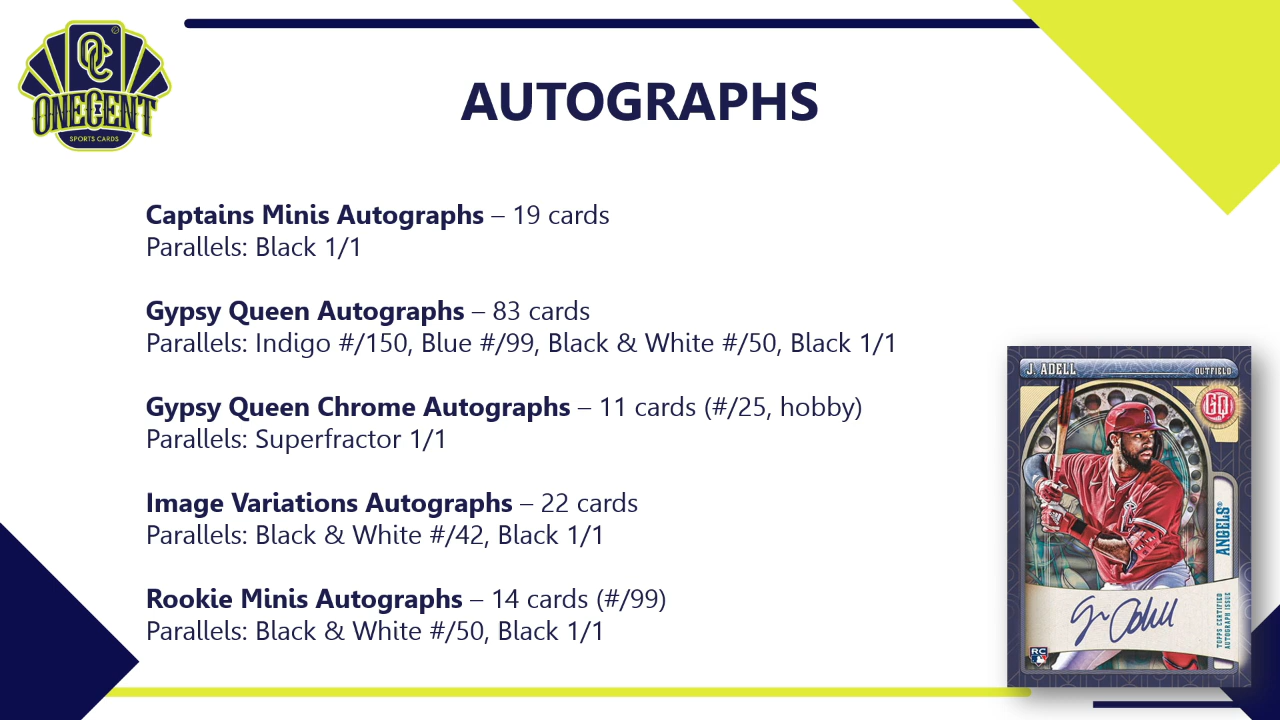 OC
ONECENT
SPORTS CARDS
AUTOGRAPHS
Captains Minis Autographs – 19 cards
Parallels: Black 1/1
Gypsy Queen Autographs – 83 cards
Parallels: Indigo #/150, Blue #/99, Black & White #/50, Black 1/1
Gypsy Queen Chrome Autographs – 11 cards (#/25, hobby)
Parallels: Superfractor 1/1
Image Variations Autographs – 22 cards
Parallels: Black & White #/42, Black 1/1
Rookie Minis Autographs – 14 cards (#/99)
Parallels: Black & White #/50, Black 1/1
J. ADELL
OUTFIELD
GQ
ANGELS®
TOPPS CERTIFIED
AUTOGRAPH ISSUE
Jo Adell
RC